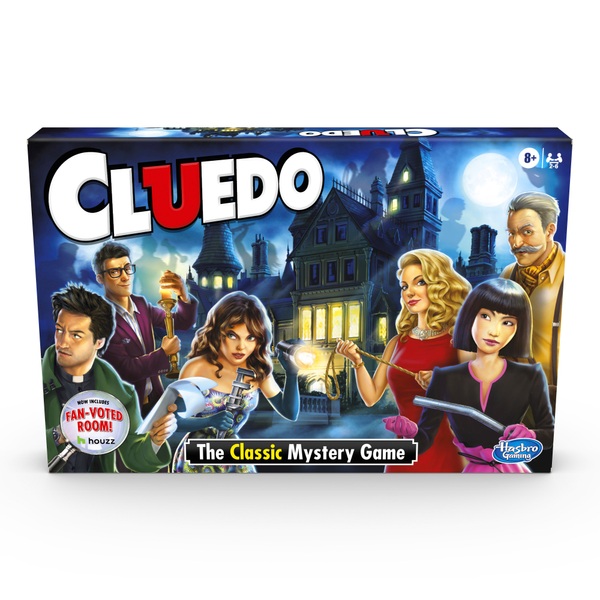 CLUEDO
CLUEDO
8+
2-6
NOW INCLUDES
FAN-VOTED
ROOM!
houzz
The Classic Mystery Game
Hasbro
Gaming